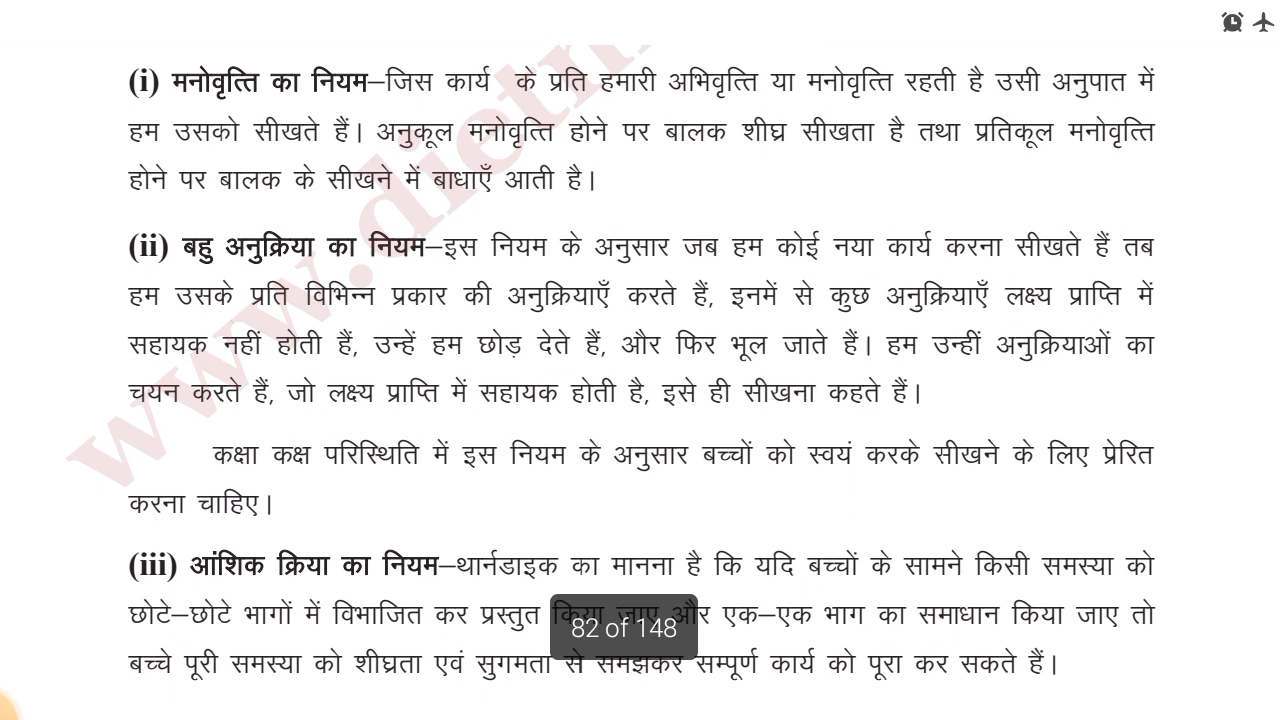 www.dietm
(i) मनोवृत्ति का नियम–जिस कार्य के प्रति हमारी अभिवृत्ति या मनोवृत्ति रहती है उसी अनुपात में
हम उसको सीखते हैं। अनुकूल मनोवृत्ति होने पर बालक शीघ्र सीखता है तथा प्रतिकूल मनोवृत्ति
होने पर बालक के सीखने में बाधाएँ आती है।
(ii) बहु अनुक्रिया का नियम–इस नियम के अनुसार जब हम कोई नया कार्य करना सीखते हैं तब
हम उसके प्रति विभिन्न प्रकार की अनुक्रियाएँ करते हैं, इनमें से कुछ अनुक्रियाएँ लक्ष्य प्राप्ति में
सहायक नहीं होती हैं, उन्हें हम छोड़ देते हैं, और फिर भूल जाते हैं। हम उन्हीं अनुक्रियाओं का
चयन करते हैं, जो लक्ष्य प्राप्ति में सहायक होती है, इसे ही सीखना कहते हैं।
कक्षा कक्ष परिस्थिति में इस नियम के अनुसार बच्चों को स्वयं करके सीखने के लिए प्रेरित
करना चाहिए।
(iii) आंशिक क्रिया का नियम–थार्नडाइक का मानना है कि यदि बच्चों के सामने किसी समस्या को
छोटे–छोटे भागों में विभाजित कर प्रस्तुत किया जाए और एक–एक भाग का समाधान किया जाए तो
82 of 148
बच्चे पूरी समस्या को शीघ्रता एवं सुगमता से समझकर सम्पूर्ण कार्य को पूरा कर सकते हैं।